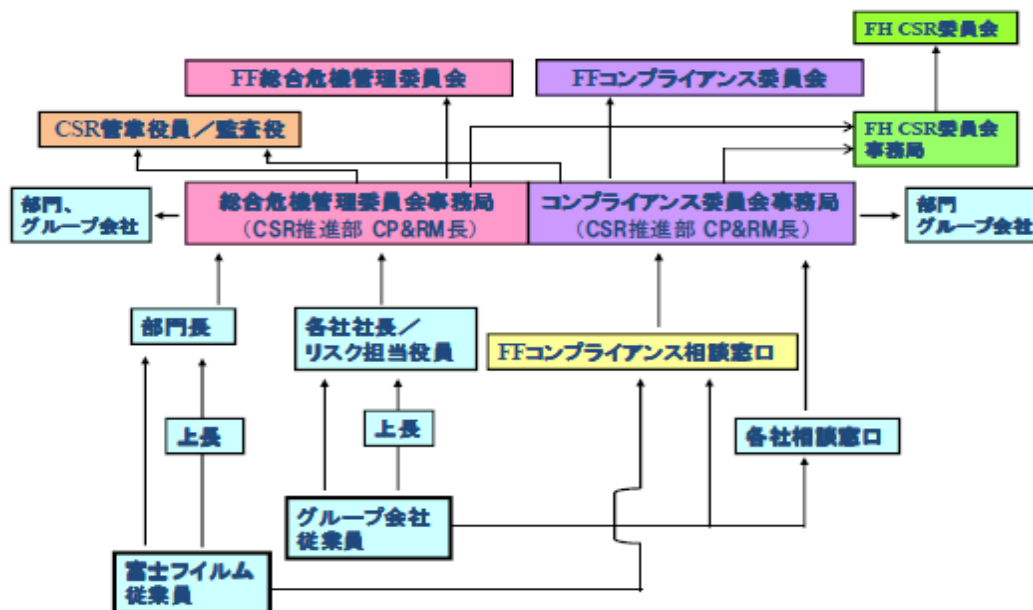 FH CSR委員会
FF総合危機管理委員会
FFコンプライアンス委員会
CSR管掌役員／監査役
FH CSR委員会
事務局
部門、
グループ会社
総合危機管理委員会事務局
（CSR推進部 CP&RM長）
コンプライアンス委員会事務局
（CSR推進部 CP&RM長）
部門
グループ会社
部門長
各社社長／
リスク担当役員
FFコンプライアンス相談窓口
上長
上長
各社相談窓口
グループ会社
従業員
富士フイルム
従業員